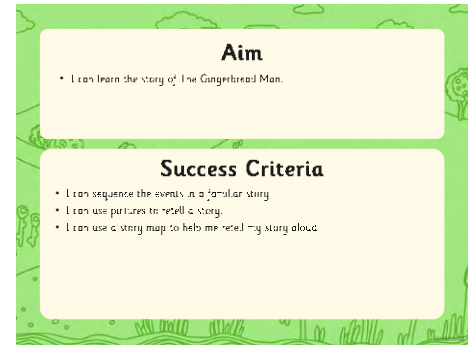 Aim
• I can learn the story of The Gingerbread Man.
Success Criteria
• I can sequence the events in a familiar story
• I can use pictures to retell a story.
• I can use a story map to help me retell my story aloud